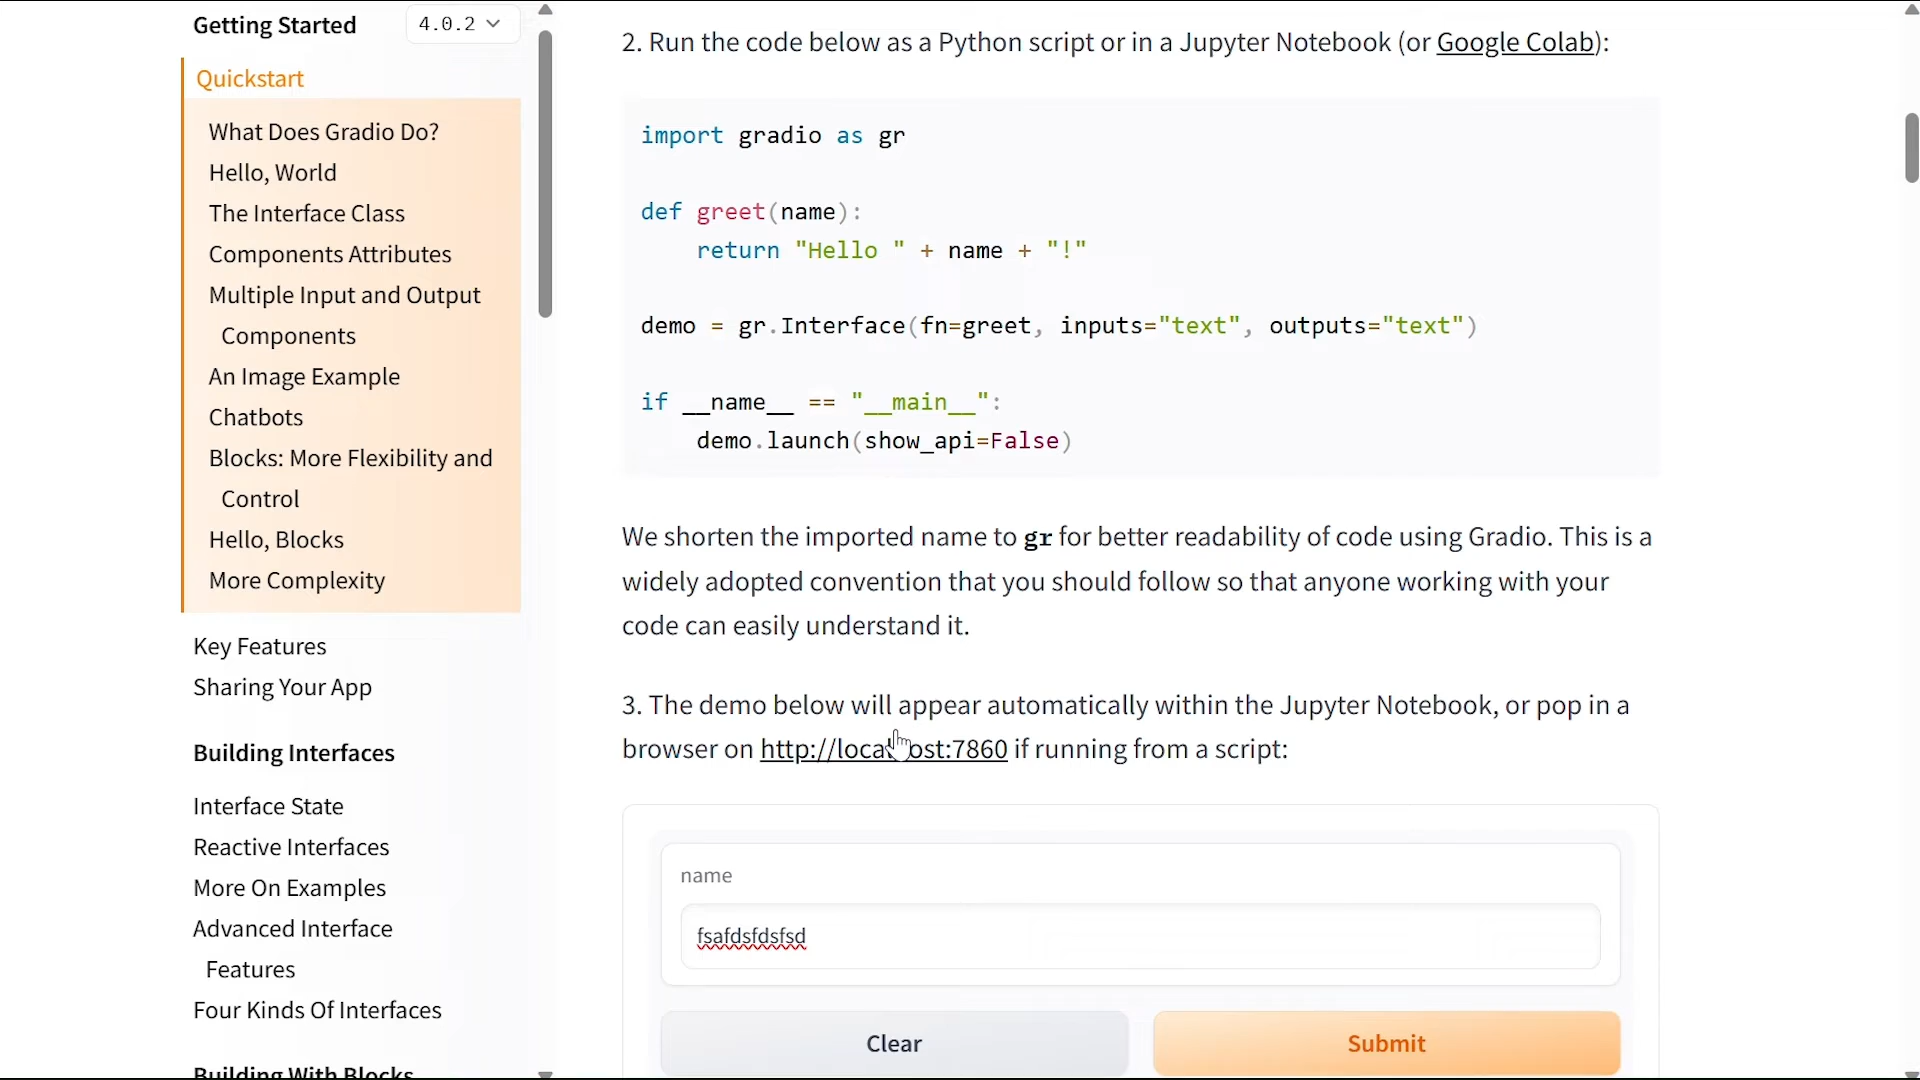 Getting Started
4.0.2
Quickstart
What Does Gradio Do?
Hello, World
The Interface Class
Components Attributes
Multiple Input and Output
Components
An Image Example
Chatbots
Blocks: More Flexibility and
Control
Hello, Blocks
More Complexity
Key Features
Sharing Your App
Building Interfaces
Interface State
Reactive Interfaces
More On Examples
Advanced Interface
Features
Four Kinds Of Interfaces
Building With Blocks
2. Run the code below as a Python script or in a Jupyter Notebook (or Google Colab):
import gradio as gr
def greet(name):
    return "Hello " + name + "!"
demo = gr.Interface(fn=greet, inputs="text", outputs="text")
if __name__ == "__main__":
    demo.launch(show_api=False)
We shorten the imported name to gr for better readability of code using Gradio. This is a
widely adopted convention that you should follow so that anyone working with your
code can easily understand it.
3. The demo below will appear automatically within the Jupyter Notebook, or pop in a
browser on http://localhost:7860 if running from a script:
name
fsafdsfdsfsd
Clear
Submit